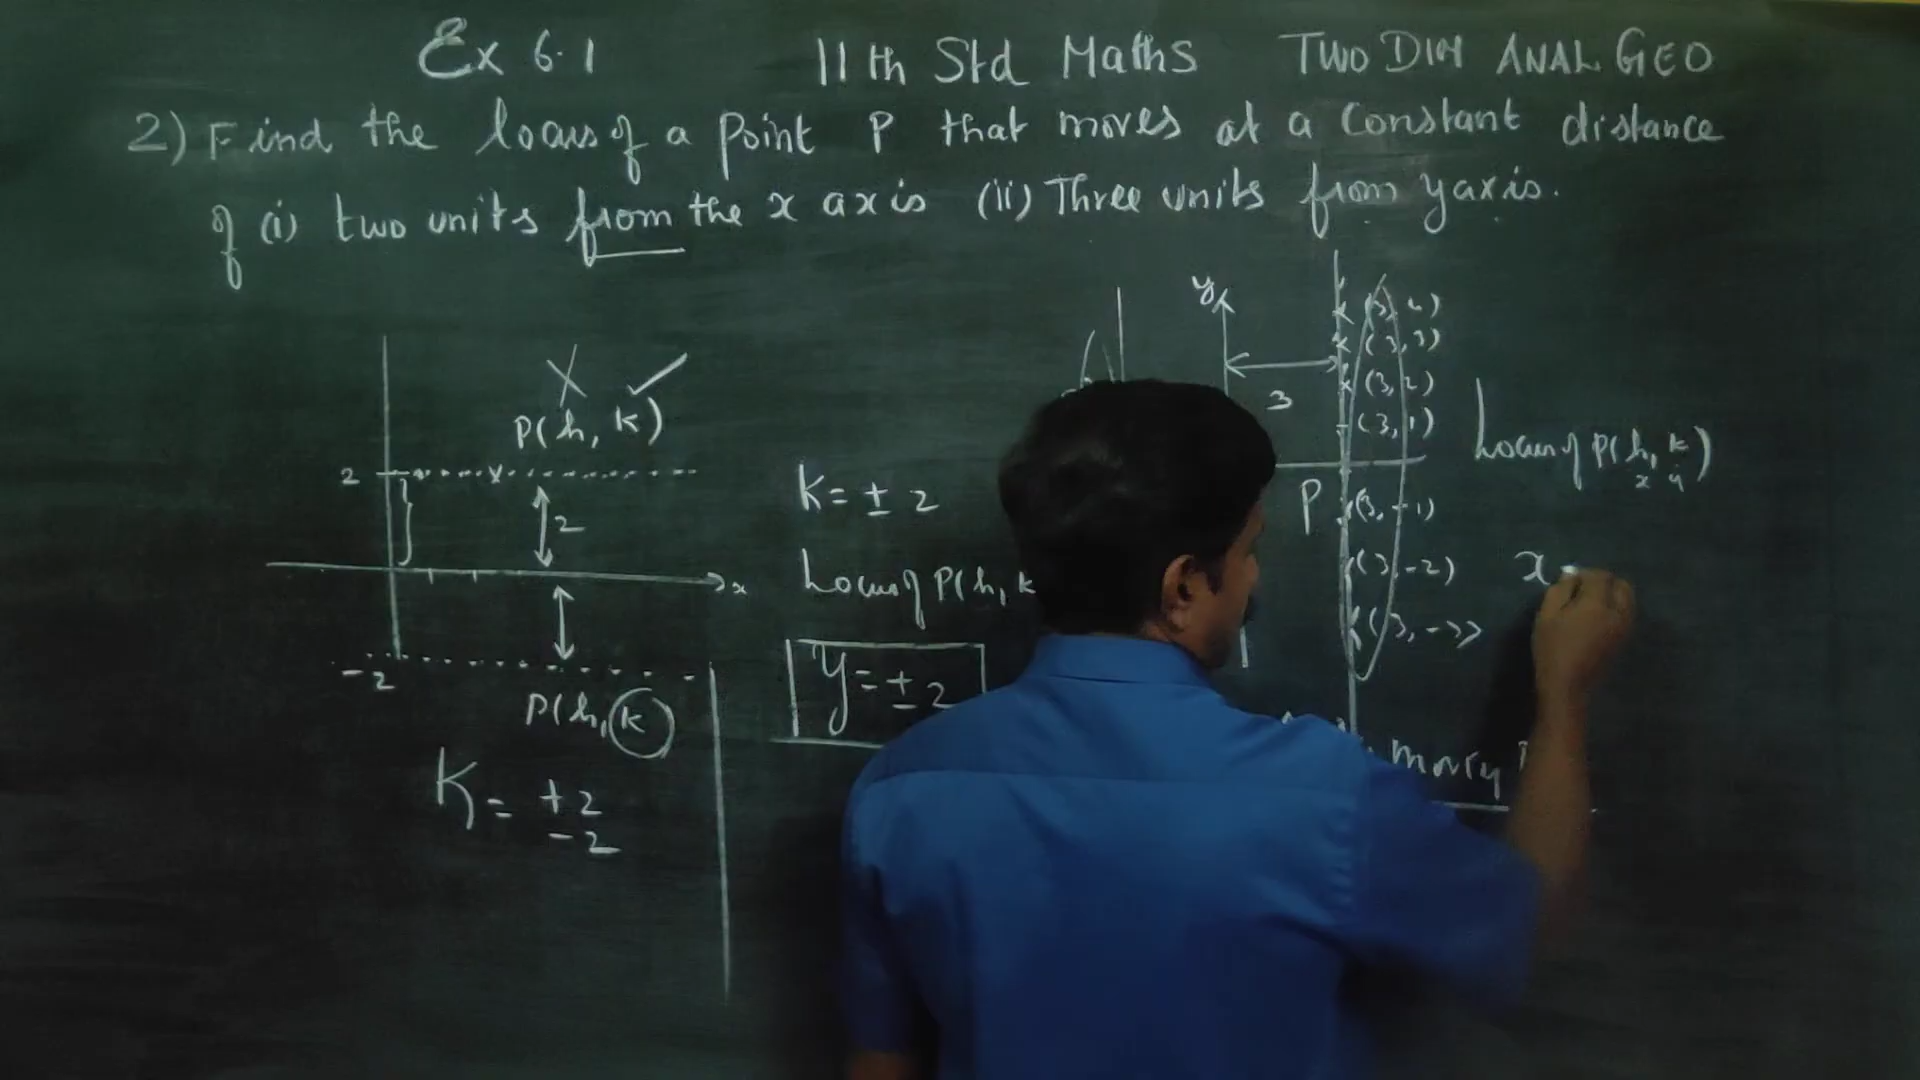 Ex 6.1 11th Std Maths TWO DIM ANAL GEO
2) Find the locus of a point P that moves at a constant distance
of (i) two units from the x axis (ii) Three units from y axis.
P(h, k)
2
2
x
-2
P(h, k
K = +2
-2
K = ± 2
Locus of P(h, k
y = ± 2
y
3
(3, 3)
(3, 2)
(3, 1)
P
(3, -1)
(3, -2)
Locus of P(h, k)
x y
x =